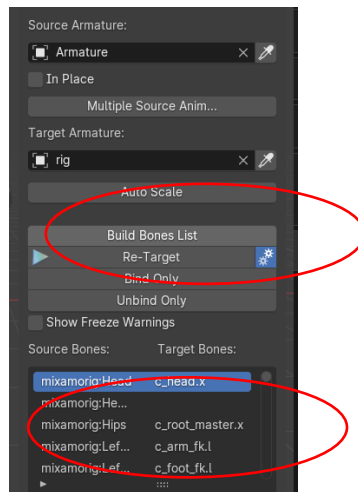 Source Armature:
Armature
In Place
Multiple Source Anim...
Target Armature:
rig
Auto Scale
Build Bones List
Re-Target
Bind Only
Unbind Only
Show Freeze Warnings
Source Bones: Target Bones:
mixamorig:Head c_head.x
mixamorig:He...
mixamorig:Hips c_root_master.x
mixamorig:Lef... c_arm_fk.l
mixamorig:Lef... c_foot_fk.l